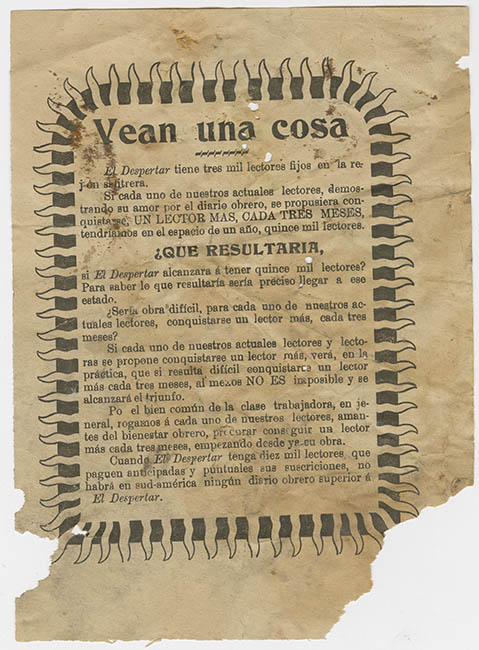 Vean una cosa
El Despertar tiene tres mil lectores fijos en la re-
jión salitrera.
Si cada uno de nuestros actuales lectores, demos-
trando su amor por el diario obrero, se propusiera con-
quistarse, UN LECTOR MAS, CADA TRES MESES,
tendríamos en el espacio de un año, quince mil lectores.
¿QUE RESULTARIA,
si El Despertar alcanzara á tener quince mil lectores?
Para saber lo que resultaría sería préciso llegar a ese
estado.
¿Sería obra difícil, para cada uno de nuestros ac-
tuales lectores, conquistarse un lector más, cada tres
meses?
Si cada uno de nuestros actuales lectores y lecto-
ras se propone conquistarse un lector más, verá, en la
práctica, que si resulta difícil conquistarse un lector
más cada tres meses, al menos NO ES imposible y se
alcanzará el triunfo.
Po el bien común de la clase trabajadora, en je-
neral, rogamos á cada uno de nuestros lectores, aman-
tes del bienestar obrero, procurar conseguir un lector
más cada tres meses, empezando desde ya su obra.
Cuando El Despertar tenga diez mil lectores que
paguen anticipadas y puntuales sus suscriciones, no
habrá en sud-américa ningún diario obrero superior á
El Despertar.